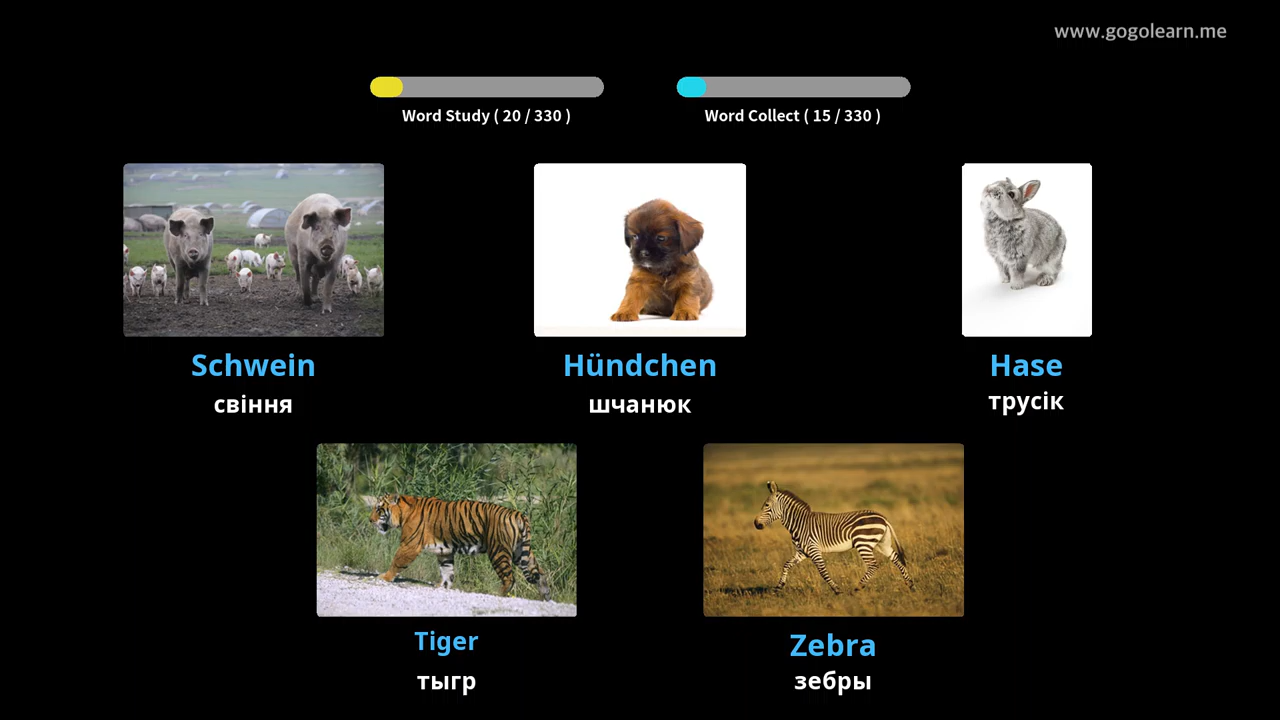 www.gogolearn.me
Word Study ( 20 / 330 )
Word Collect ( 15 / 330 )
Schwein
Hündchen
Hase
свіння
шчанюк
трусік
Tiger
Zebra
тыгр
зебры